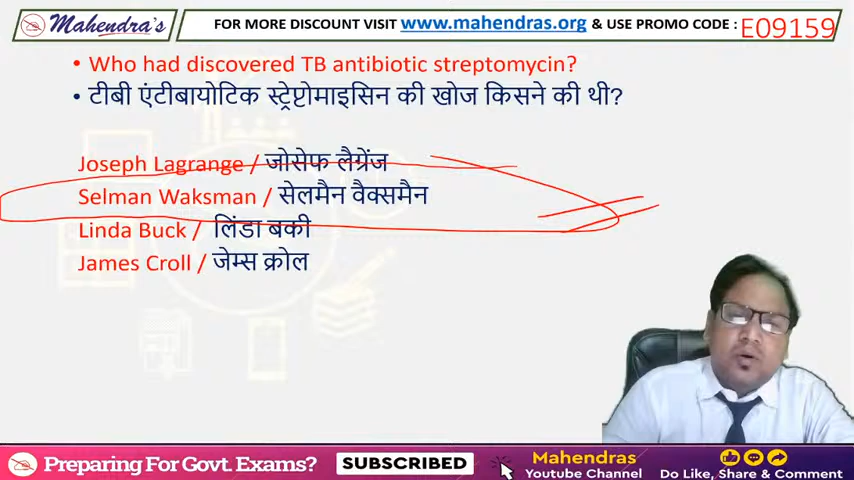 Mahendra's
FOR MORE DISCOUNT VISIT www.mahendras.org & USE PROMO CODE : E09159
• Who had discovered TB antibiotic streptomycin?
• टीबी एंटीबायोटिक स्ट्रेप्टोमाइसिन की खोज किसने की थी?
Joseph Lagrange / जोसेफ लैग्रेंज
Selman Waksman / सेलमैन वैक्समैन
Linda Buck / लिंडा बकी
James Croll / जेम्स क्रोल
Preparing For Govt. Exams? SUBSCRIBED Mahendras
Youtube Channel Do Like, Share & Comment